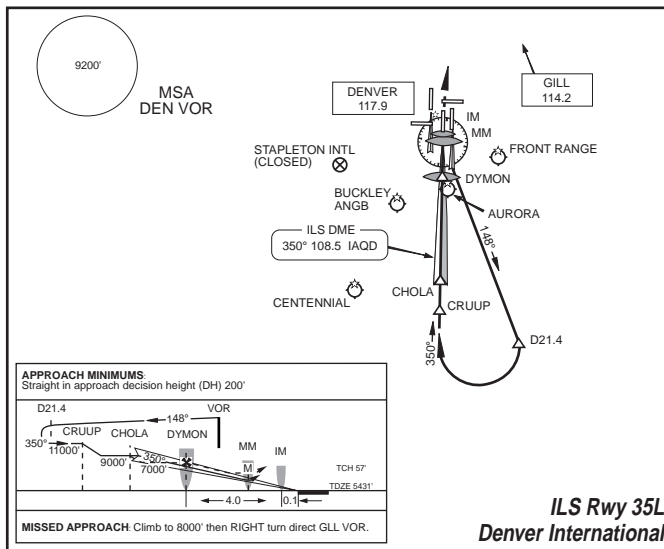 9200'
MSA
DEN VOR
DENVER
117.9
GILL
114.2
IM
MM
STAPLETON INTL
(CLOSED)
FRONT RANGE
DYMON
BUCKLEY
ANGB
AURORA
ILS DME
350° 108.5 IAQD
148°
CENTENNIAL
CHOLA
CRUUP
D21.4
350°
APPROACH MINIMUMS:
Straight in approach decision height (DH) 200'
D21.4
148°
VOR
CRUUP
CHOLA
DYMON
MM
IM
350°
11000'
9000'
350°
7000'
M
TCH 57'
TDZE 5431'
4.0
0.1
MISSED APPROACH: Climb to 8000' then RIGHT turn direct GLL VOR.
ILS Rwy 35L
Denver International